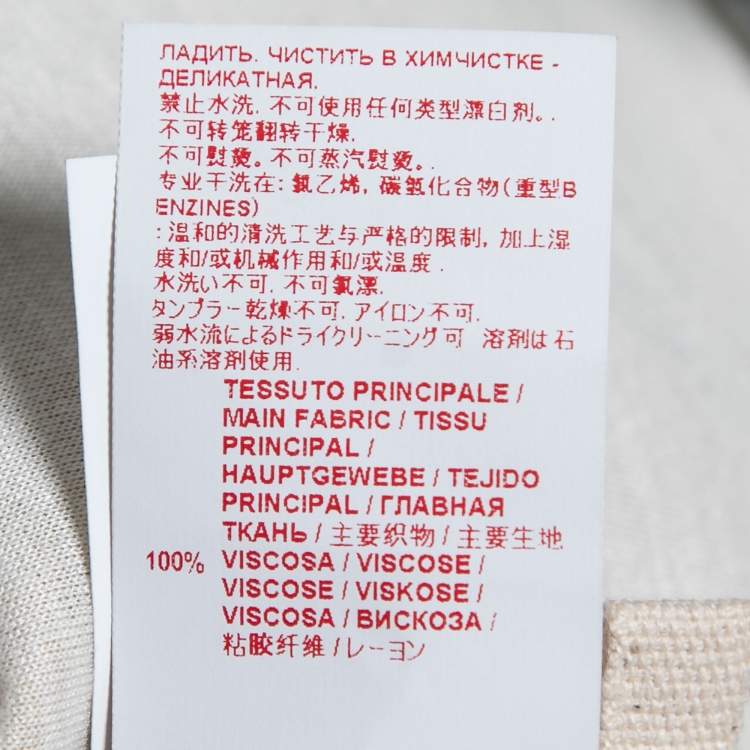 ЛАДИТЬ. ЧИСТИТЬ В ХИМЧИСТКЕ -
ДЕЛИКАТНАЯ.
禁止水洗. 不可使用任何类型漂白剂。.
不可转笼翻转干燥.
不可熨烫。不可蒸汽熨烫。.
专业干洗在: 氯乙烯, 碳氢化合物(重型B
ENZINES)
:温和的清洗工艺与严格的限制, 加上湿
度和/或机械作用和/或温度.
水洗い不可. 不可氯漂.
タンブラー乾燥不可. アイロン不可.
弱水流によるドライクリーニング可 溶剤は石
油系溶剤使用.
TESSUTO PRINCIPALE /
MAIN FABRIC / TISSU
PRINCIPAL /
HAUPTGEWEBE / TEJIDO
PRINCIPAL / ГЛАВНАЯ
ТКАНЬ / 主要织物 / 主要生地
100% VISCOSA / VISCOSE /
VISCOSE / VISKOSE /
VISCOSA / ВИСКОЗА /
粘胶纤维 / レーヨン